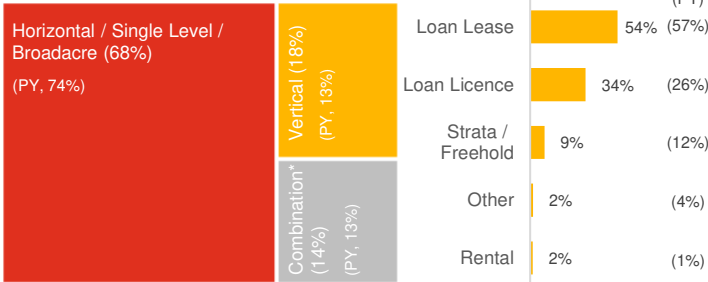 Horizontal / Single Level /
Broadacre (68%)
(PY, 74%)
Vertical (18%)
(PY, 13%)
Combination*
(14%)
(PY, 13%)
Loan Lease 54% (57%)
Loan Licence 34% (26%)
Strata /
Freehold 9% (12%)
Other 2% (4%)
Rental 2% (1%)